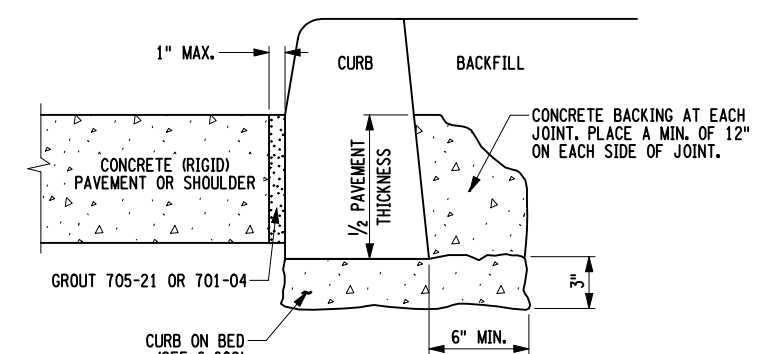 1" MAX.
CURB
BACKFILL
CONCRETE BACKING AT EACH
JOINT. PLACE A MIN. OF 12"
ON EACH SIDE OF JOINT.
CONCRETE (RIGID)
PAVEMENT OR SHOULDER
1/2 PAVEMENT
THICKNESS
GROUT 705-21 OR 701-04
3"
CURB ON BED
6" MIN.